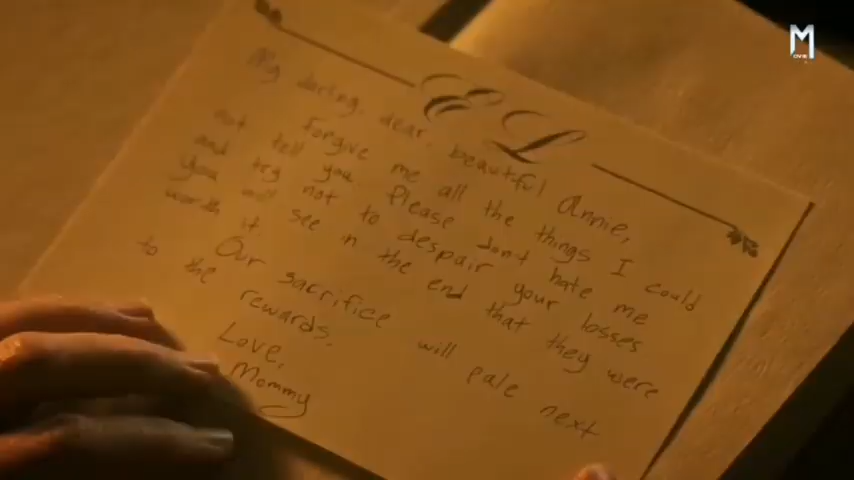 M
OVIE
EL
My darling, dear, beautiful Annie,
Forgive me all the things I could
not tell you. Please don't hate me
and try not to despair your losses
you will see in the end that they were
worth it
Our sacrifice will pale next
to the rewards.
Love,
Mommy